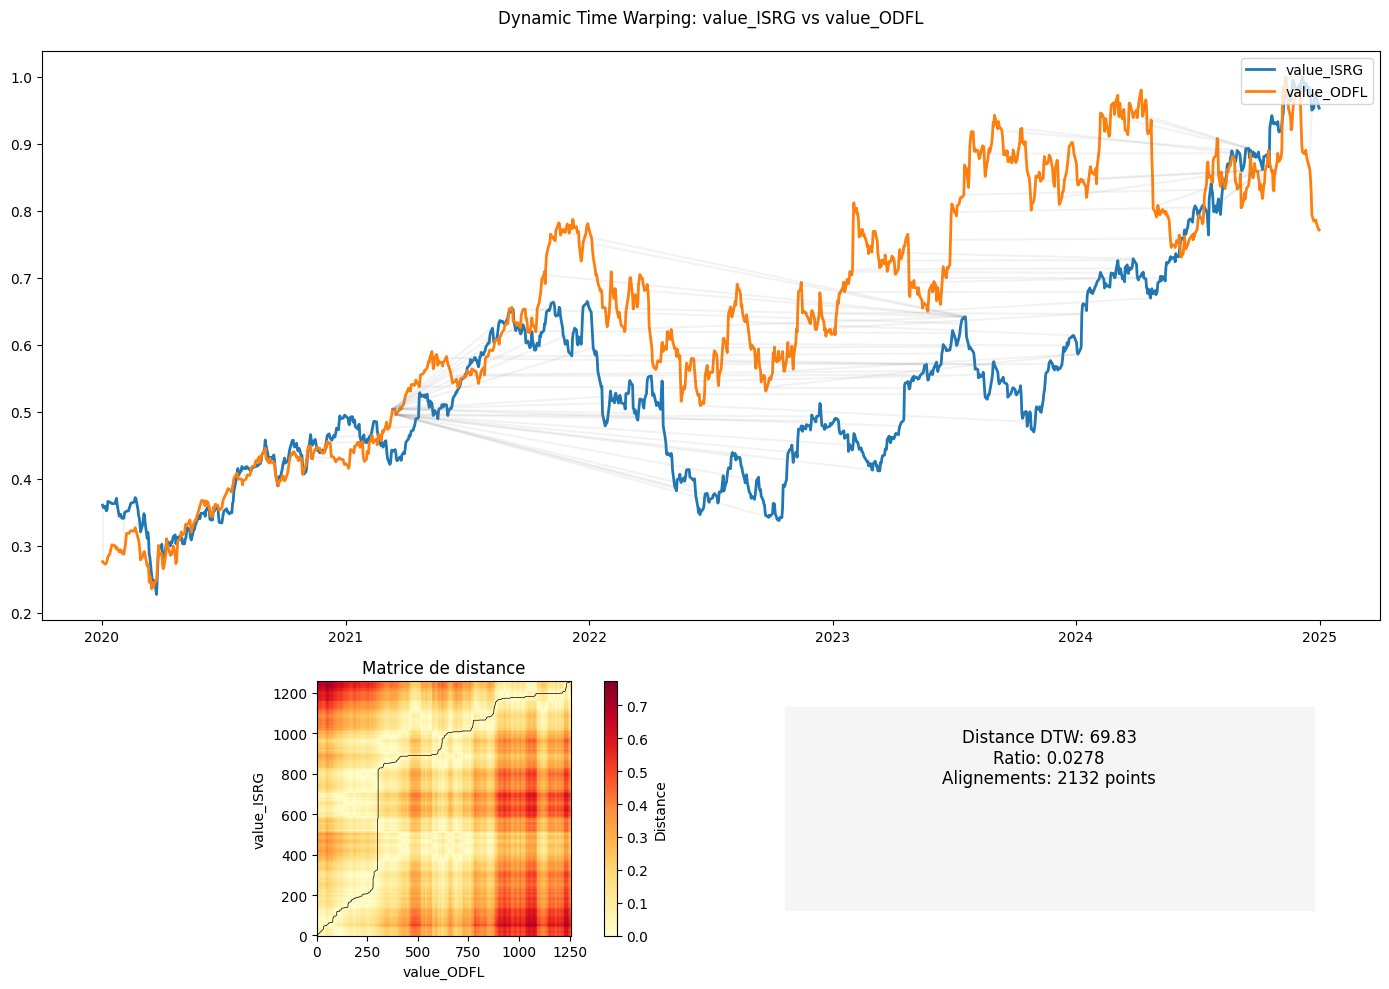 Dynamic Time Warping: value_ISRG vs value_ODFL
1.0
0.9
0.8
0.7
0.6
0.5
0.4
0.3
0.2
value_ISRG
value_ODFL
2020 2021 2022 2023 2024 2025
Matrice de distance
1200
1000
800
600
400
200
0
value_ISRG
0 250 500 750 1000 1250
value_ODFL
0.7
0.6
0.5
0.4
0.3
0.2
0.1
0.0
Distance
Distance DTW: 69.83
Ratio: 0.0278
Alignements: 2132 points